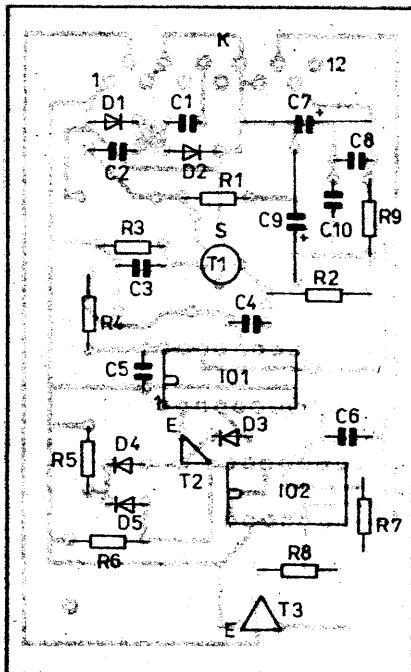 K
1 12
D1 C1 C7
+
C8
C2 D2
R1
C9 + C10 R9
R3 S
T1
C3
R2
R4 C4
C5 IO1
1
E D3 C6
R5 D4
T2 IO2
D5 R7
R6 R8
E T3